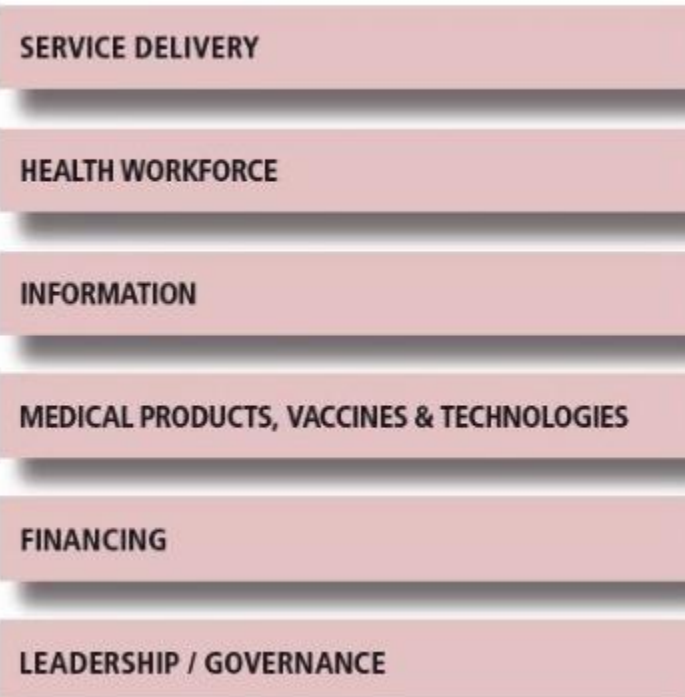 SERVICE DELIVERY
HEALTH WORKFORCE
INFORMATION
MEDICAL PRODUCTS, VACCINES & TECHNOLOGIES
FINANCING
LEADERSHIP / GOVERNANCE